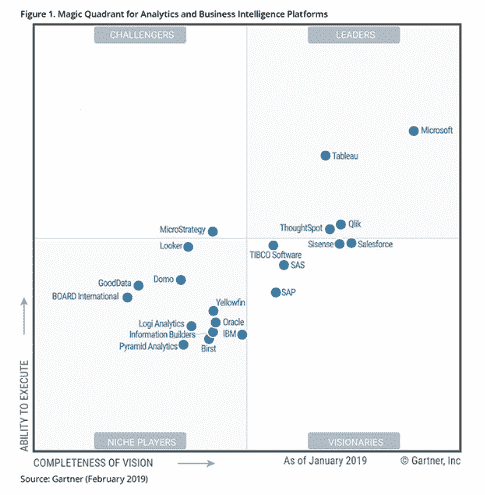 Figure 1. Magic Quadrant for Analytics and Business Intelligence Platforms
CHALLENGERS
LEADERS
Microsoft
Tableau
MicroStrategy
ThoughtSpot
Qlik
Looker
Sisense
Salesforce
TIBCO Software
SAS
Domo
GoodData
BOARD International
SAP
Yellowfin
Logi Analytics
Oracle
Information Builders
IBM
Pyramid Analytics
Birst
ABILITY TO EXECUTE
NICHE PLAYERS
VISIONARIES
COMPLETENESS OF VISION
As of January 2019
© Gartner, Inc
Source: Gartner (February 2019)